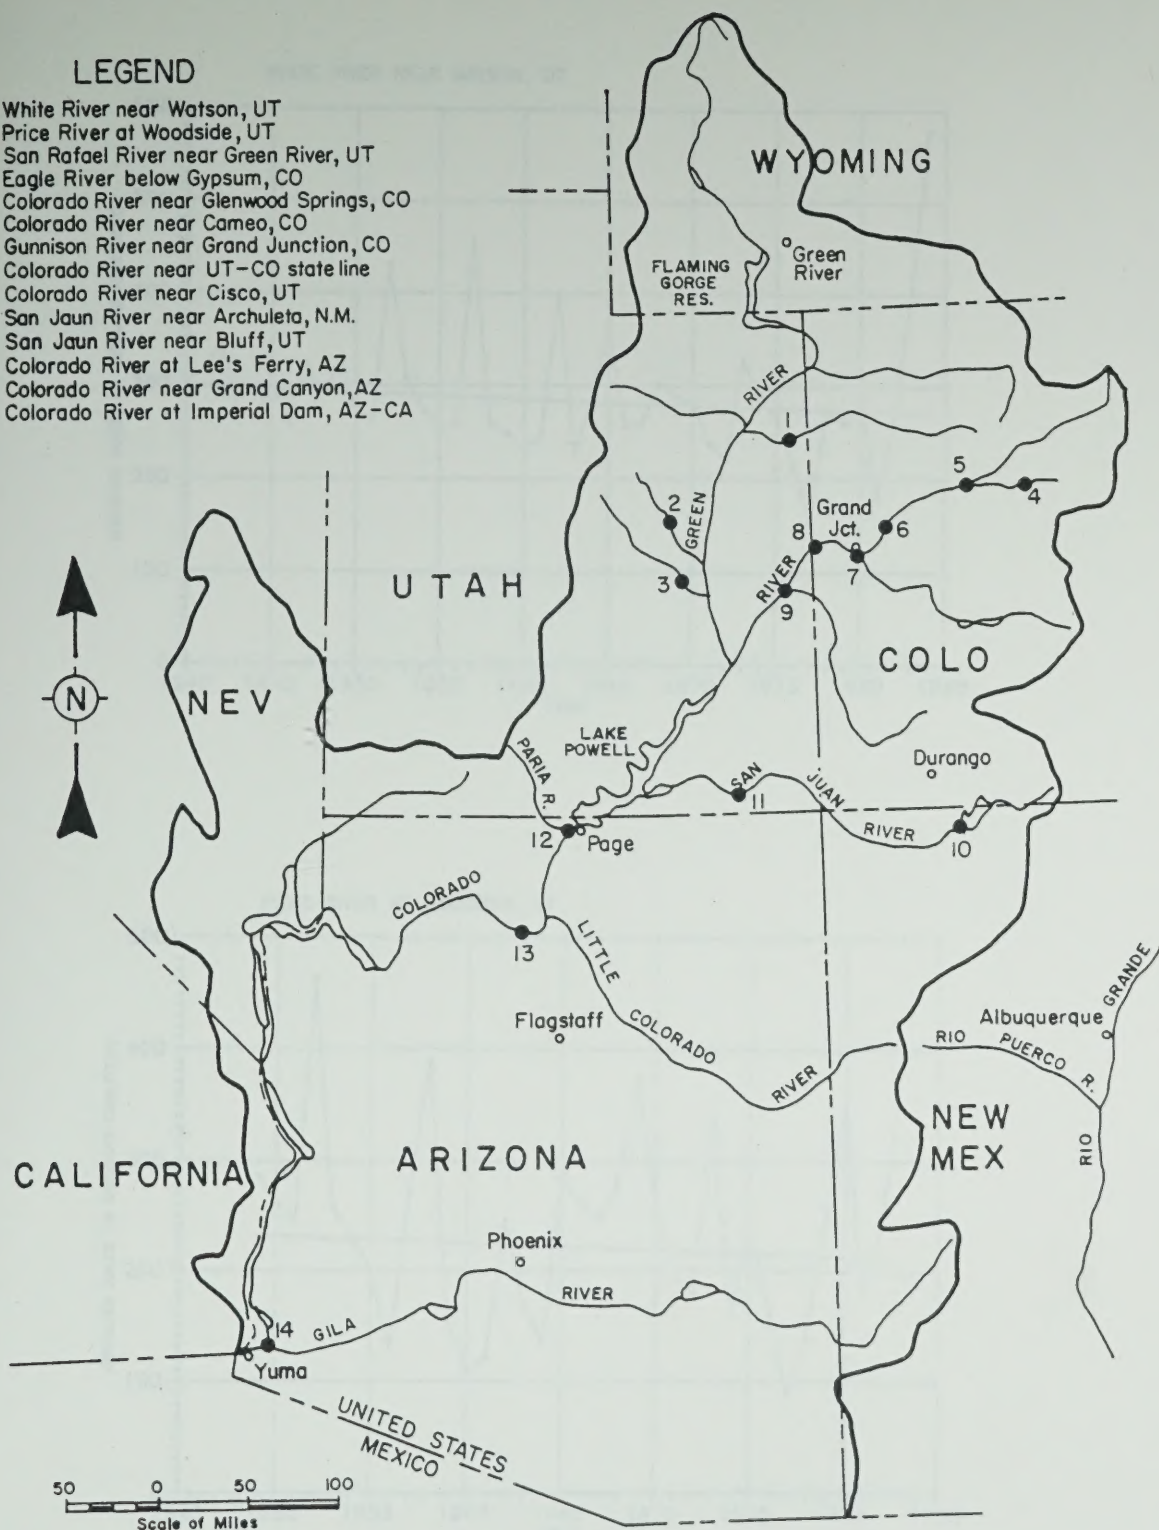 LEGEND
White River near Watson, UT
Price River at Woodside, UT
San Rafael River near Green River, UT
Eagle River below Gypsum, CO
Colorado River near Glenwood Springs, CO
Colorado River near Cameo, CO
Gunnison River near Grand Junction, CO
Colorado River near UT-CO state line
Colorado River near Cisco, UT
San Jaun River near Archuleta, N.M.
San Jaun River near Bluff, UT
Colorado River at Lee's Ferry, AZ
Colorado River near Grand Canyon, AZ
Colorado River at Imperial Dam, AZ-CA
WYOMING
Green
River
FLAMING
GORGE
RES.
RIVER
GREEN
1
2
3
4
5
6
Grand
Jct.
7
8
RIVER
9
UTAH
COLO
NEV
N
LAKE
POWELL
PARIA R.
Durango
SAN
JUAN
RIVER
11
10
12
Page
COLORADO
13
LITTLE
COLORADO
RIVER
Flagstaff
Albuquerque
RIO
PUERCO R.
RIO
GRANDE
NEW
MEX
ARIZONA
CALIFORNIA
Phoenix
GILA
RIVER
14
Yuma
UNITED STATES
MEXICO
50 0 50 100
Scale of Miles